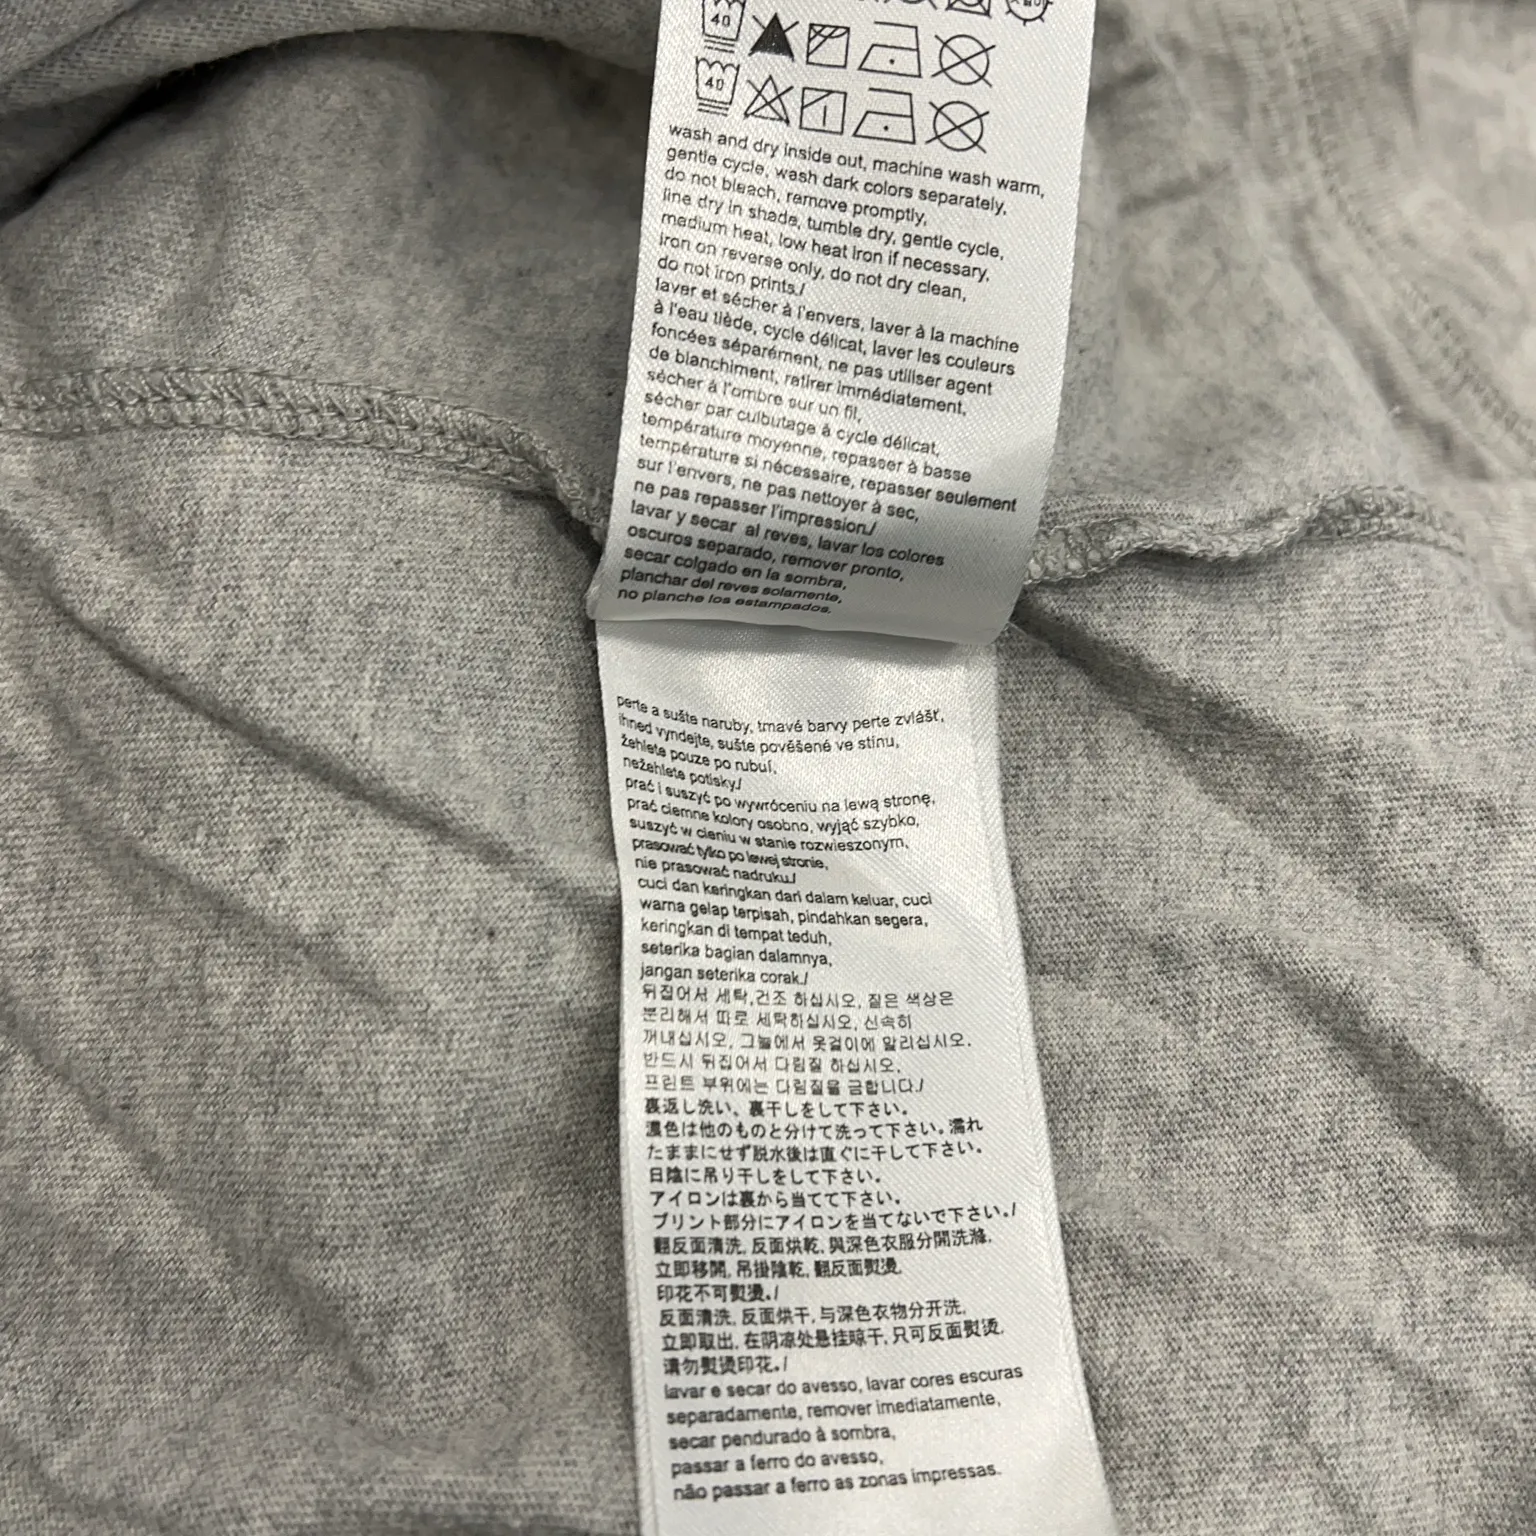 40
40
wash and dry inside out, machine wash warm,
gentle cycle, wash dark colors separately,
do not bleach, remove promptly,
line dry in shade, tumble dry, gentle cycle,
medium heat, low heat iron if necessary,
iron on reverse only, do not dry clean,
do not iron prints./
laver et sécher à l'envers, laver à la machine
à l'eau tiède, cycle délicat, laver les couleurs
foncées séparément, ne pas utiliser agent
de blanchiment, retirer immédiatement,
sécher à l'ombre sur un fil,
sécher par culbutage à cycle délicat,
température moyenne, repasser à basse
température si nécessaire, repasser seulement
sur l'envers, ne pas nettoyer à sec,
ne pas repasser l'impression./
lavar y secar al reves, lavar los colores
oscuros separado, remover pronto,
secar colgado en la sombra,
planchar del reves solamente,
no planche los estampados.
perte a sušte naruby, tmavé barvy perte zvlášť,
ihned vyndejte, sušte pověšené ve stínu,
žehlete pouze po rubuí,
nežehlete potisky./
prać i suszyć po wywróceniu na lewą stronę,
prać ciemne kolory osobno, wyjąć szybko,
suszyć w cieniu w stanie rozwieszonym,
prasować tylko po lewej stronie,
nie prasować nadruku./
cuci dan keringkan dari dalam keluar, cuci
warna gelap terpisah, pindahkan segera,
keringkan di tempat teduh,
seterika bagian dalamnya,
jangan seterika corak./
뒤집어서 세탁,건조 하십시오, 짙은 색상은
분리해서 따로 세탁하십시오, 신속히
꺼내십시오, 그늘에서 옷걸이에 말리십시오.
반드시 뒤집어서 다림질 하십시오,
프린트 부위에는 다림질을 금합니다./
裏返し洗い、裏干しをして下さい。
濃色は他のものと分けて洗って下さい。濡れ
たままにせず脱水後は直ぐに干して下さい。
日陰に吊り干しをして下さい。
アイロンは裏から当てて下さい。
プリント部分にアイロンを当てないで下さい。/
翻反面清洗, 反面烘乾, 與深色衣服分開洗滌,
立即移開, 吊掛陰乾, 翻反面熨燙,
印花不可熨燙。/
反面清洗, 反面烘干, 与深色衣物分开洗,
立即取出, 在阴凉处悬挂晾干, 只可反面熨烫,
请勿熨烫印花。/
lavar e secar do avesso, lavar cores escuras
separadamente, remover imediatamente,
secar pendurado à sombra,
passar a ferro do avesso,
não passar a ferro as zonas impressas.